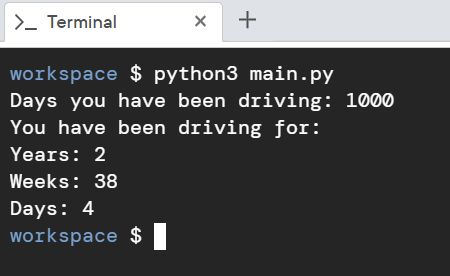 >_ Terminal × +
workspace $ python3 main.py
Days you have been driving: 1000
You have been driving for:
Years: 2
Weeks: 38
Days: 4
workspace $